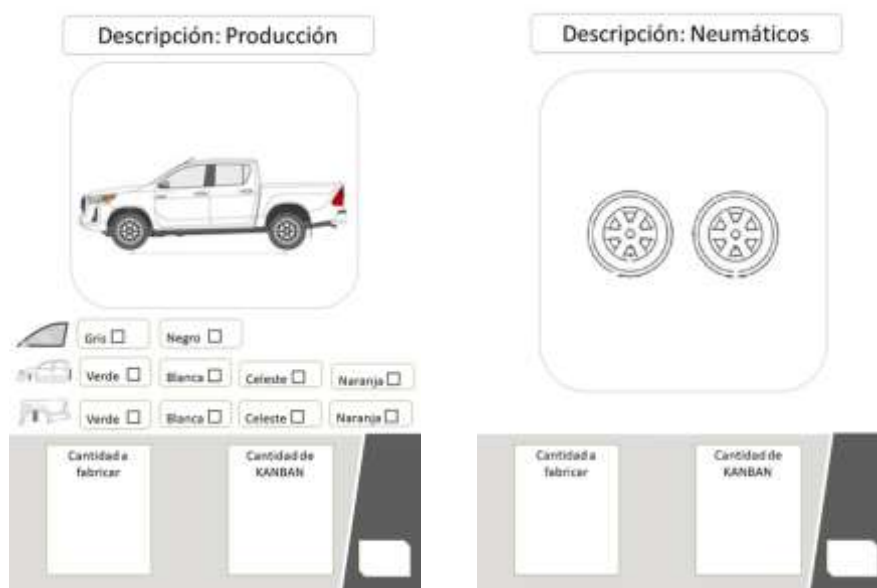 Descripción: Producción
Gris
Negro
Verde
Blanca
Celeste
Naranja
Verde
Blanca
Celeste
Naranja
Cantidad a
fabricar
Cantidad de
KANBAN
Descripción: Neumáticos
Cantidad a
fabricar
Cantidad de
KANBAN